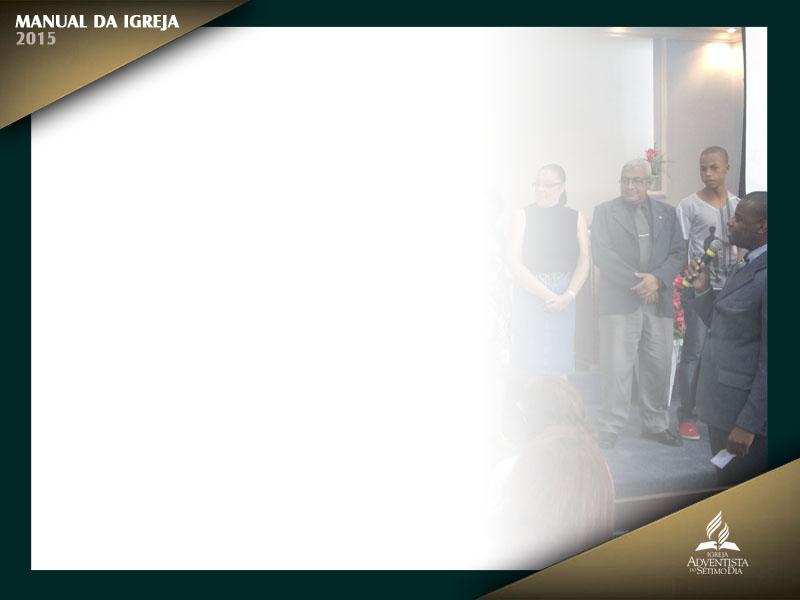 MANUAL DA IGREJA
2015
IGREJA
ADVENTISTA
DO SÉTIMO DIA